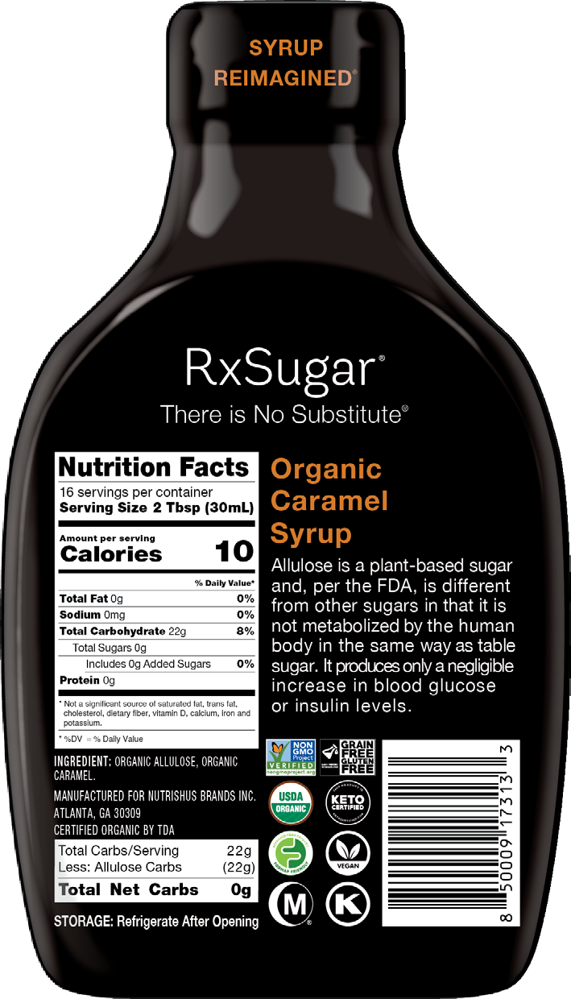 SYRUP
REIMAGINED®
RxSugar®
There is No Substitute®
Nutrition Facts
16 servings per container
Serving Size 2 Tbsp (30mL)
Amount per serving
Calories 10
% Daily Value*
Total Fat 0g 0%
Sodium 0mg 0%
Total Carbohydrate 22g 8%
Total Sugars 0g
Includes 0g Added Sugars 0%
Protein 0g
* Not a significant source of saturated fat, trans fat,
cholesterol, dietary fiber, vitamin D, calcium, iron and
potassium.
* %DV = % Daily Value
INGREDIENT: ORGANIC ALLULOSE, ORGANIC
CARAMEL.
MANUFACTURED FOR NUTRISHUS BRANDS INC.
ATLANTA, GA 30309
CERTIFIED ORGANIC BY TDA
Total Carbs/Serving 22g
Less: Allulose Carbs (22g)
Total Net Carbs 0g
STORAGE: Refrigerate After Opening
Organic
Caramel
Syrup
Allulose is a plant-based sugar
and, per the FDA, is different
from other sugars in that it is
not metabolized by the human
body in the same way as table
sugar. It produces only a negligible
increase in blood glucose
or insulin levels.
NON
GMO
Project
VERIFIED
nongmoproject.org
GRAIN
FREE
GLUTEN
FREE
USDA
ORGANIC
KETO
CERTIFIED
FODMAP FRIENDLY
VEGAN
M®
K
8 50009 17313 3